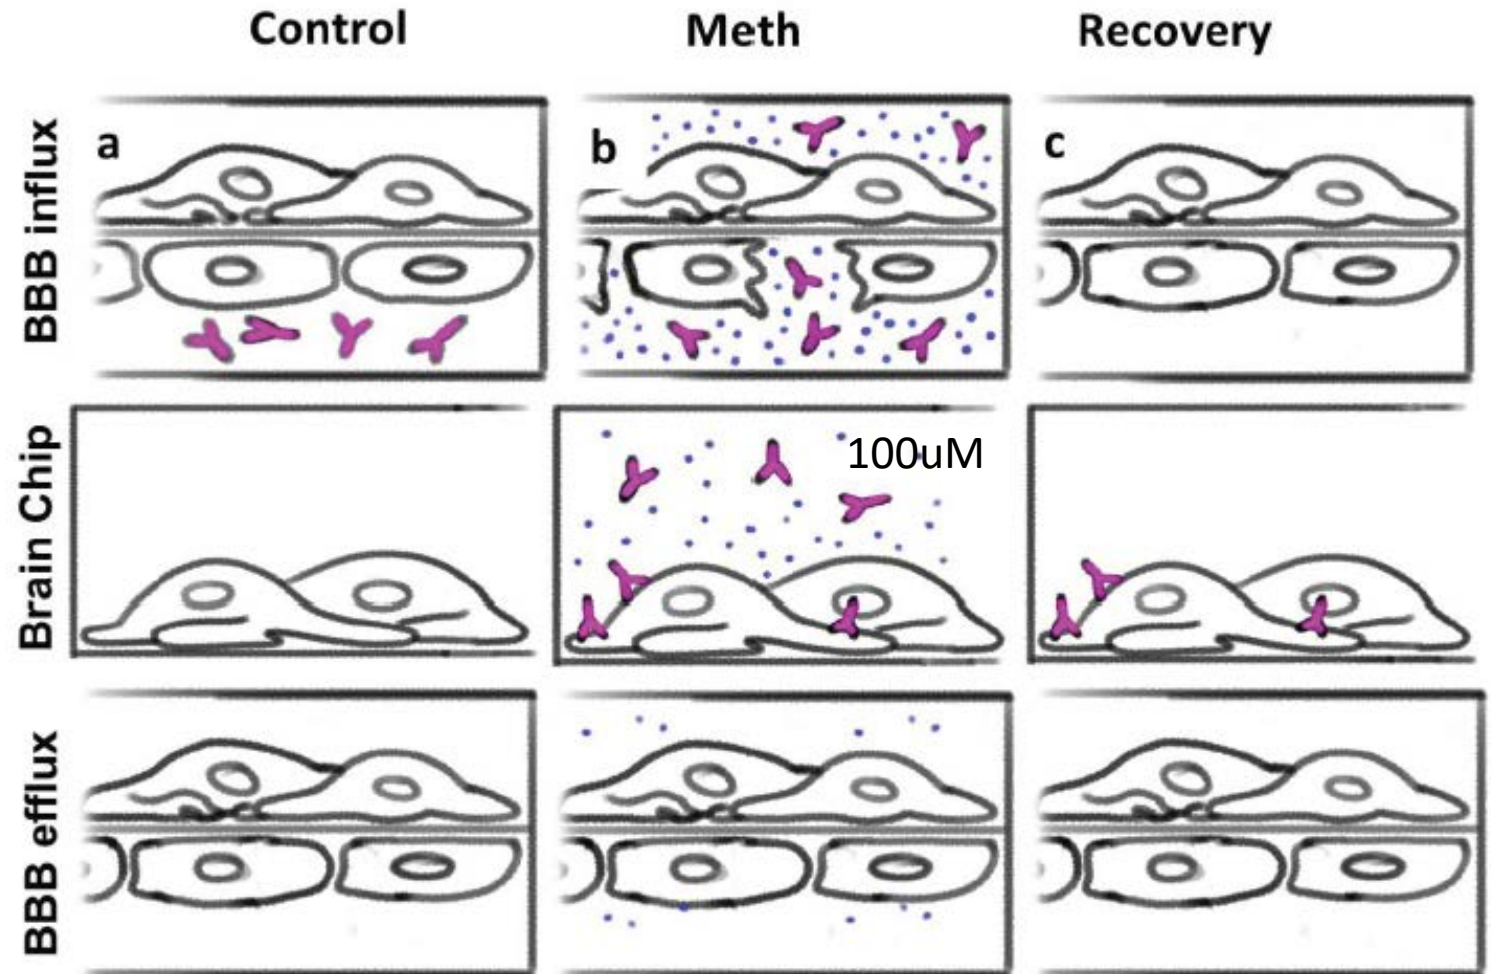 Control Meth Recovery
BBB influx
a
b
c
Brain Chip
100uM
BBB efflux